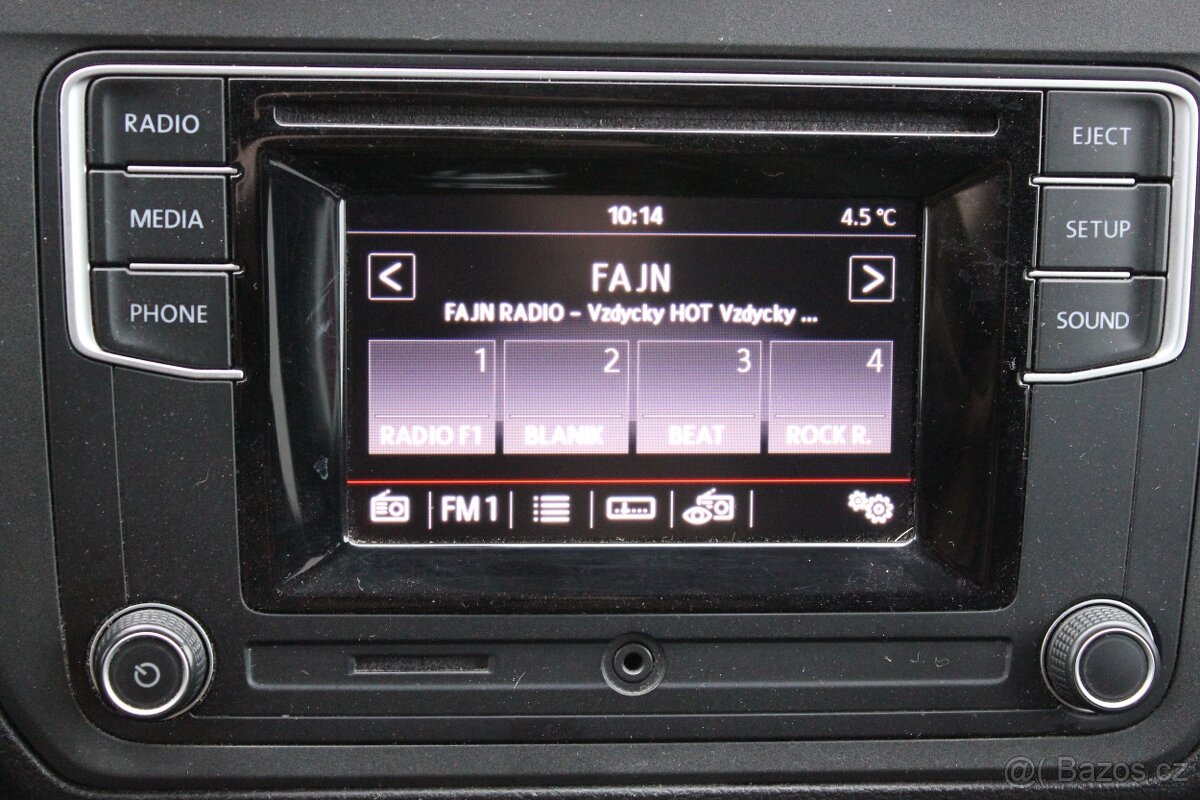 RADIO
MEDIA
PHONE
EJECT
SETUP
SOUND
10:14 4.5 °C
< FAJN >
FAJN RADIO - Vzdycky HOT Vzdycky ...
1 2 3 4
RADIO F1 BLANIK BEAT ROCK R.
FM1
@( Bazos.cz